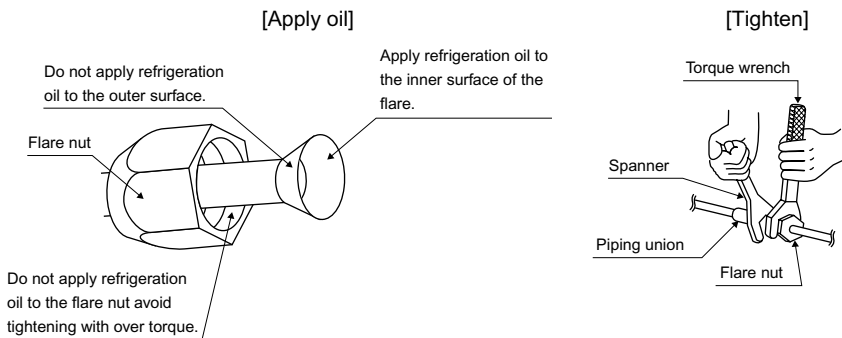 [Apply oil]
Do not apply refrigeration
oil to the outer surface.
Apply refrigeration oil to
the inner surface of the
flare.
Flare nut
Do not apply refrigeration
oil to the flare nut avoid
tightening with over torque.
[Tighten]
Torque wrench
Spanner
Piping union
Flare nut